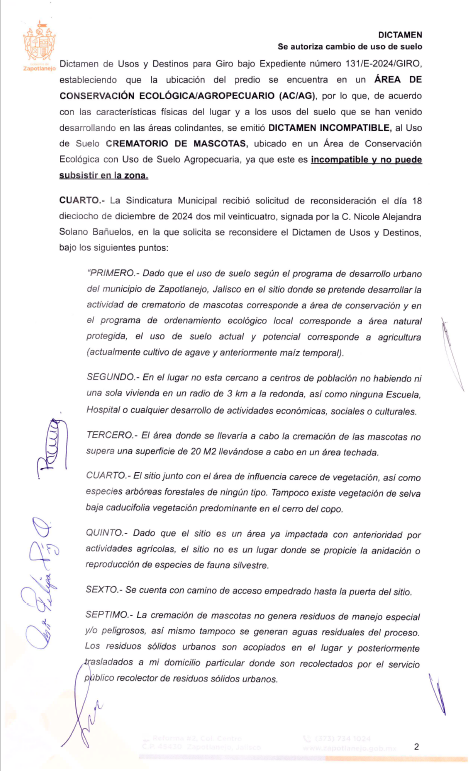 Zapotlanejo
DICTAMEN
Se autoriza cambio de uso de suelo
Dictamen de Usos y Destinos para Giro bajo Expediente número 131/E-2024/GIRO,
estableciendo que la ubicación del predio se encuentra en un ÁREA DE
CONSERVACIÓN ECOLÓGICA/AGROPECUARIO (AC/AG), por lo que, de acuerdo
con las características físicas del lugar y a los usos del suelo que se han venido
desarrollando en las áreas colindantes, se emitió DICTAMEN INCOMPATIBLE, al Uso
de Suelo CREMATORIO DE MASCOTAS, ubicado en un Área de Conservación
Ecológica con Uso de Suelo Agropecuaria, ya que este es incompatible y no puede
subsistir en la zona.
CUARTO.- La Sindicatura Municipal recibió solicitud de reconsideración el día 18
dieciocho de diciembre de 2024 dos mil veinticuatro, signada por la C. Nicole Alejandra
Solano Bañuelos, en la que solicita se reconsidere el Dictamen de Usos y Destinos,
bajo los siguientes puntos:
"PRIMERO.- Dado que el uso de suelo según el programa de desarrollo urbano
del municipio de Zapotlanejo, Jalisco en el sitio donde se pretende desarrollar la
actividad de crematorio de mascotas corresponde a área de conservación y en
el programa de ordenamiento ecológico local corresponde a área natural
protegida, el uso de suelo actual y potencial corresponde a agricultura
(actualmente cultivo de agave y anteriormente maíz temporal).
SEGUNDO.- En el lugar no esta cercano a centros de población no habiendo ni
una sola vivienda en un radio de 3 km a la redonda, así como ninguna Escuela,
Hospital o cualquier desarrollo de actividades económicas, sociales o culturales.
TERCERO.- El área donde se llevaría a cabo la cremación de las mascotas no
supera una superficie de 20 M2 llevándose a cabo en un área techada.
CUARTO.- El sitio junto con el área de influencia carece de vegetación, así como
especies arbóreas forestales de ningún tipo. Tampoco existe vegetación de selva
baja caducifolia vegetación predominante en el cerro del copo.
QUINTO.- Dado que el sitio es un área ya impactada con anterioridad por
actividades agrícolas, el sitio no es un lugar donde se propicie la anidación o
reproducción de especies de fauna silvestre.
SEXTO.- Se cuenta con camino de acceso empedrado hasta la puerta del sitio.
SEPTIMO.- La cremación de mascotas no genera residuos de manejo especial
y/o peligrosos, así mismo tampoco se generan aguas residuales del proceso.
Los residuos sólidos urbanos son acopiados en el lugar y posteriormente
trasladados a mi domicilio particular donde son recolectados por el servicio
público recolector de residuos sólidos urbanos.
2